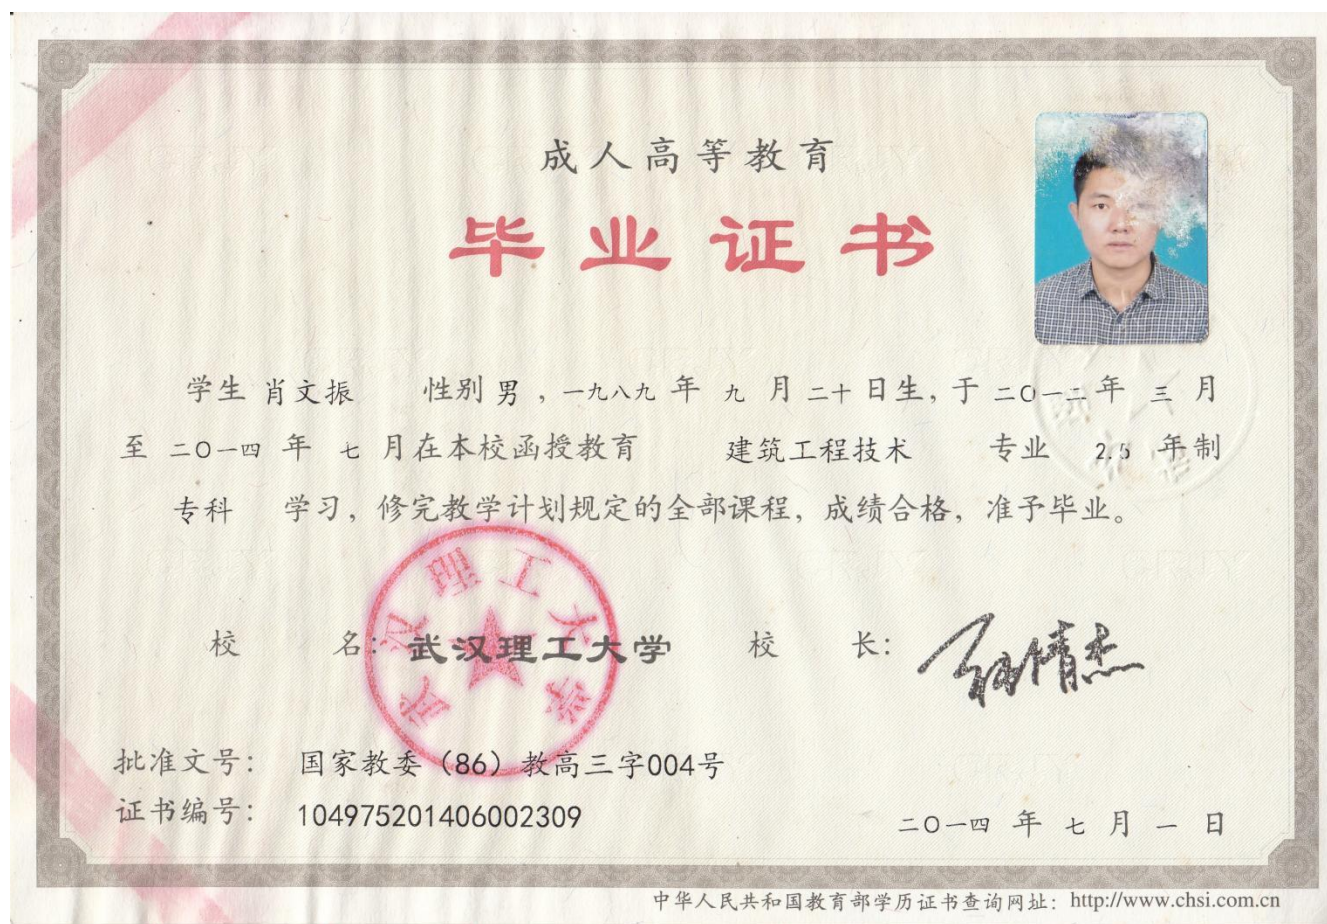 成人高等教育
毕业证书
学生 肖文振 性别 男 , 一九八九 年 九 月 二十 日生, 于 二〇一二 年 三 月
至 二〇一四 年 七 月在本校函授教育 建筑工程技术 专业 2.5 年制
专科 学习, 修完教学计划规定的全部课程, 成绩合格, 准予毕业。
武汉理工大学
校 名: 武汉理工大学 校 长:
批准文号: 国家教委（86）教高三字004号
证书编号: 104975201406002309
二〇一四 年 七 月 一 日
中华人民共和国教育部学历证书查询网址: http://www.chsi.com.cn